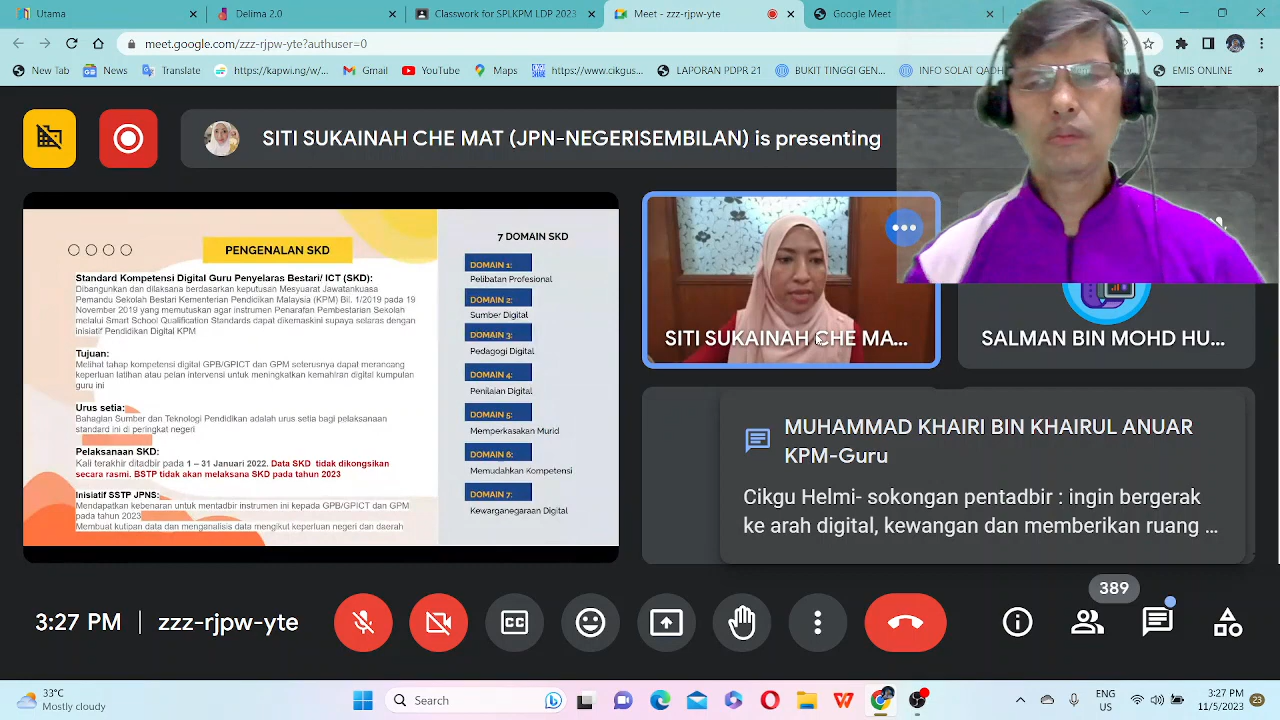 Utama
Delima 2.0
Classwork for SPLKPM LDP 2023
Meet - zzz-rjpw-yte
Google Meet
meet.google.com/zzz-rjpw-yte?authuser=0
New Tab
News
Translate
https://kapwing/w...
Gmail
YouTube
Maps
https://www.cikgus...
LAPORAN PDPR 21
BUKIT TINGGI GEN...
INFO SOLAT QADH
EMIS ONLINE
»
SITI SUKAINAH CHE MAT (JPN-NEGERISEMBILAN) is presenting
PENGENALAN SKD
Standard Kompetensi Digital Guru Penyelaras Bestari/ ICT (SKD):
Dibangunkan dan dilaksana berdasarkan keputusan Mesyuarat Jawatankuasa
Pemandu Sekolah Bestari Kementerian Pendidikan Malaysia (KPM) Bil. 1/2019 pada 19
November 2019 yang memutuskan agar instrumen Penarafan Pembestarian Sekolah
melalui Smart School Qualification Standards dapat dikemaskini supaya selaras dengan
inisiatif Pendidikan Digital KPM
Tujuan:
Melihat tahap kompetensi digital GPB/GPICT dan GPM seterusnya dapat merancang
keperluan latihan atau pelan intervensi untuk meningkatkan kemahiran digital kumpulan
guru ini
Urus setia:
Bahagian Sumber dan Teknologi Pendidikan adalah urus setia bagi pelaksanaan
standard ini di peringkat negeri
Pelaksanaan SKD:
Kali terakhir ditadbir pada 1 – 31 Januari 2022. Data SKD tidak dikongsikan
secara rasmi. BSTP tidak akan melaksana SKD pada tahun 2023
Inisiatif SSTP JPNS:
Mendapatkan kebenaran untuk mentadbir instrumen ini kepada GPB/GPICT dan GPM
pada tahun 2023
Membuat kutipan data dan menganalisis data mengikut keperluan negeri dan daerah
7 DOMAIN SKD
DOMAIN 1:
Pelibatan Profesional
DOMAIN 2:
Sumber Digital
DOMAIN 3:
Pedagogi Digital
DOMAIN 4:
Penilaian Digital
DOMAIN 5:
Memperkasakan Murid
DOMAIN 6:
Memudahkan Kompetensi
DOMAIN 7:
Kewarganegaraan Digital
SITI SUKAINAH CHE MA...
SALMAN BIN MOHD HU...
MUHAMMAD KHAIRI BIN KHAIRUL ANUAR
KPM-Guru
Cikgu Helmi- sokongan pentadbir : ingin bergerak
ke arah digital, kewangan dan memberikan ruang ...
389
3:27 PM
zzz-rjpw-yte
CC
33°C
Mostly cloudy
Search
ENG
US
3:27 PM
11/5/2023
23